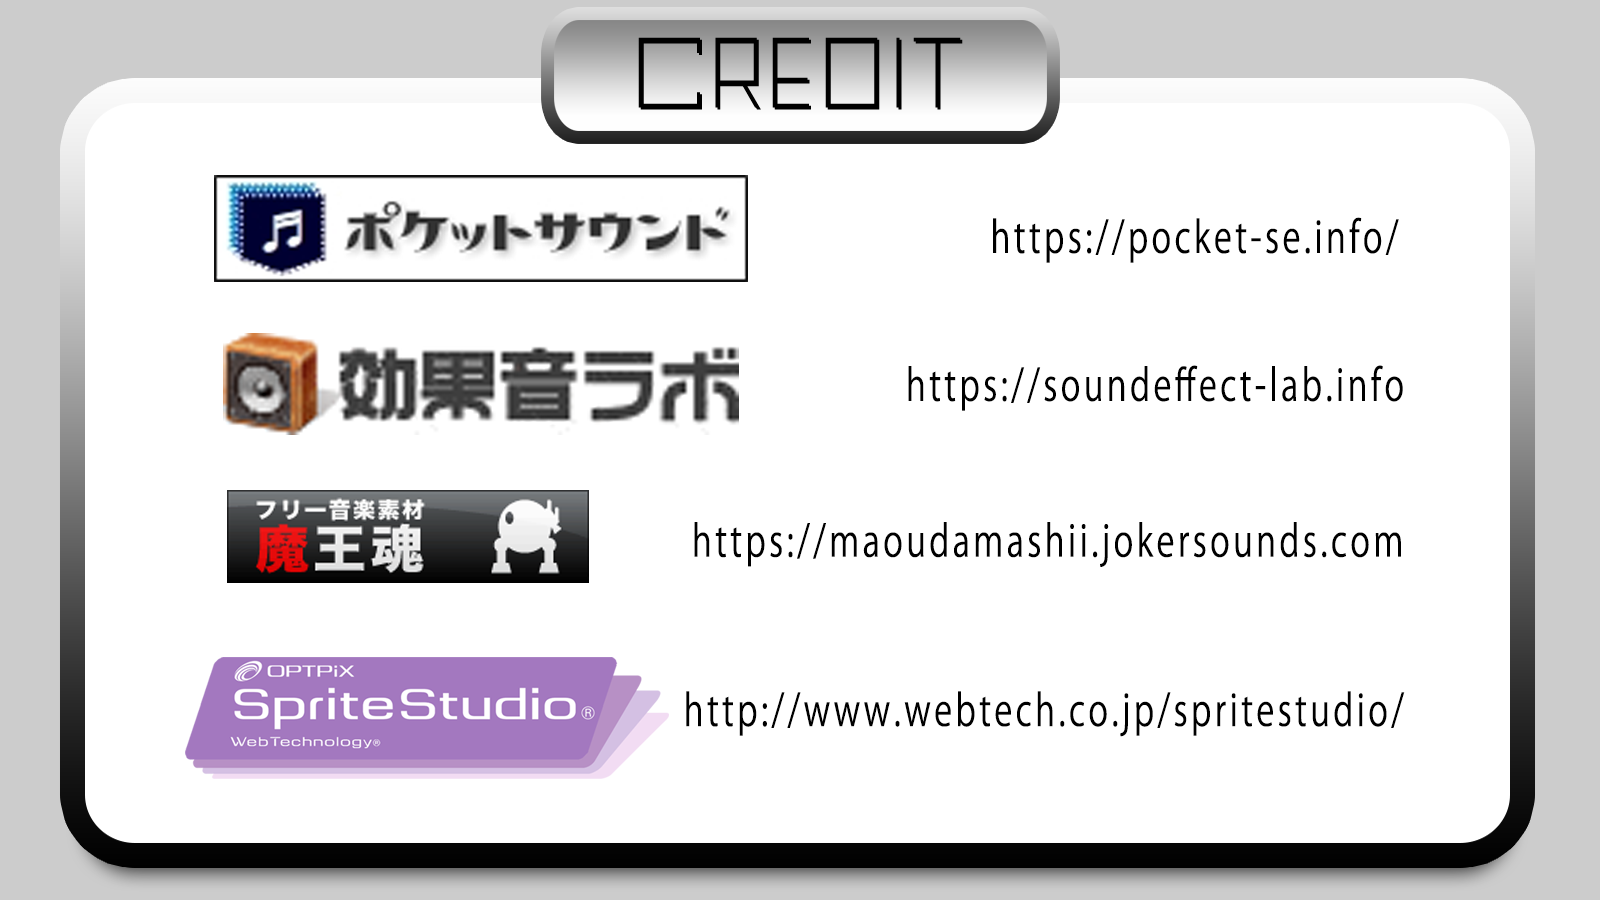 CREDIT
ポケットサウンド
https://pocket-se.info/
効果音ラボ
https://soundeffect-lab.info
フリー音楽素材
魔王魂
https://maoudamashii.jokersounds.com
OPTPiX
SpriteStudio®
WebTechnology®
http://www.webtech.co.jp/spritestudio/